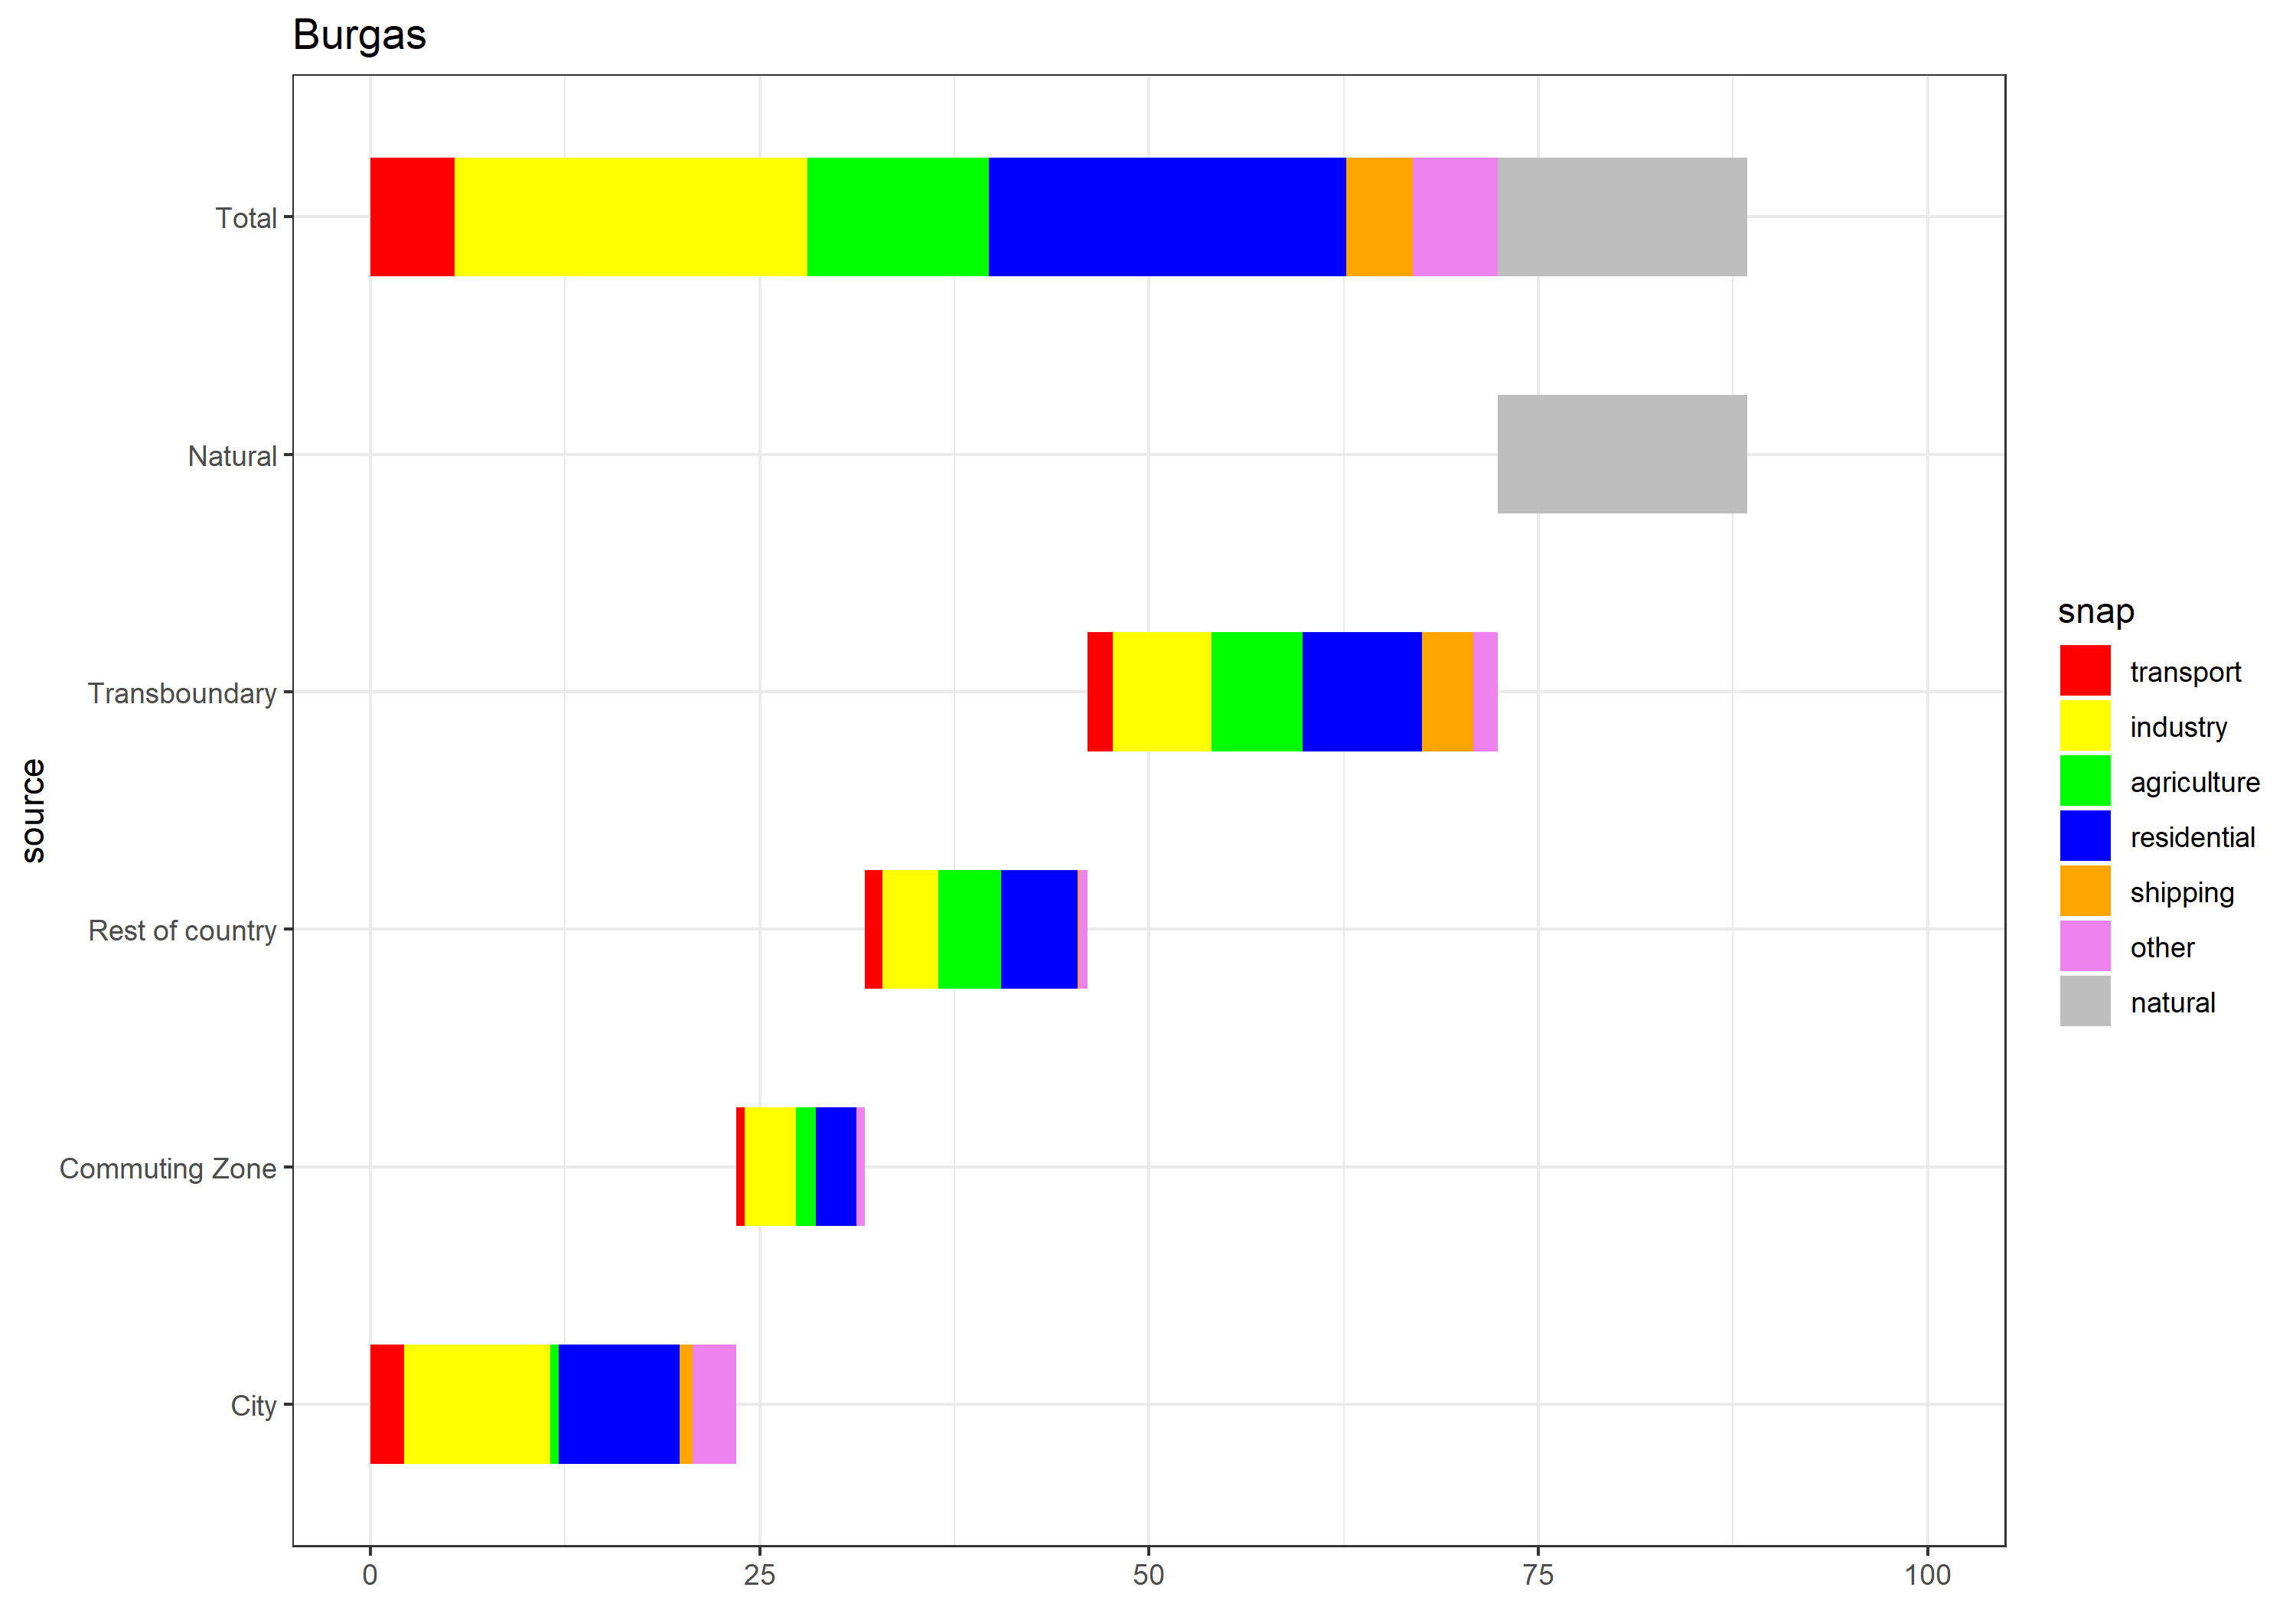 Burgas
source
Total
Natural
Transboundary
Rest of country
Commuting Zone
City
0 25 50 75 100
snap
transport
industry
agriculture
residential
shipping
other
natural